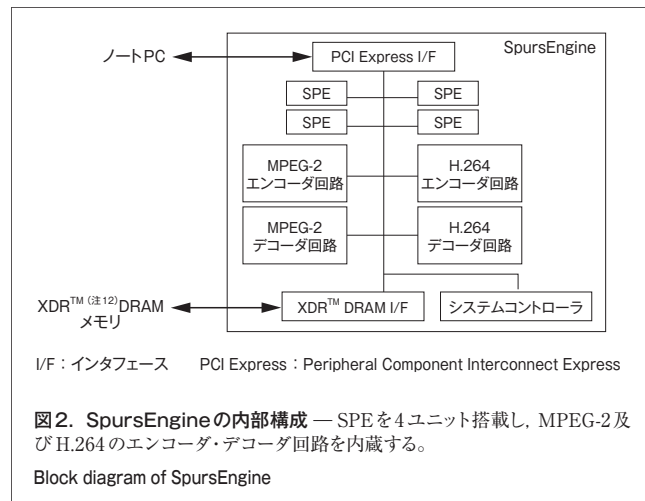 SpursEngine
ノートPC
PCI Express I/F
SPE
SPE
SPE
SPE
MPEG-2
エンコーダ回路
H.264
エンコーダ回路
MPEG-2
デコーダ回路
H.264
デコーダ回路
XDR™(注12)DRAM
メモリ
XDR™ DRAM I/F
システムコントローラ
I/F:インタフェース PCI Express:Peripheral Component Interconnect Express
図2.SpursEngineの内部構成 — SPEを4ユニット搭載し,MPEG-2及
びH.264のエンコーダ・デコーダ回路を内蔵する。
Block diagram of SpursEngine